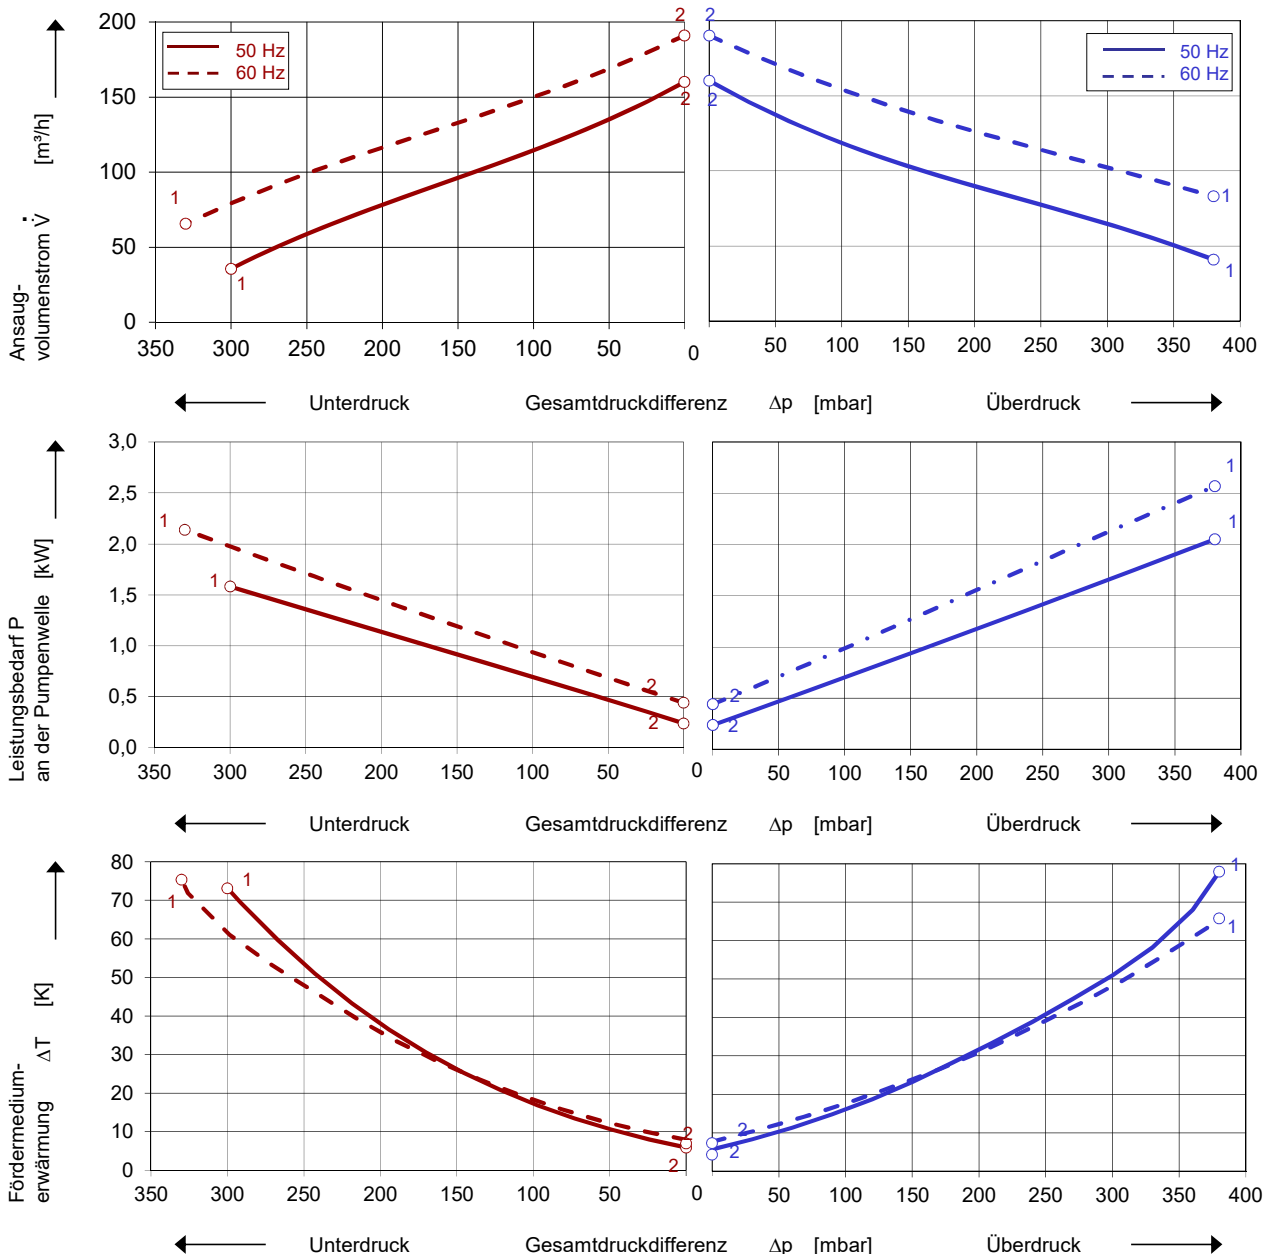 200
150
100
50
0
Ansaug-
volumenstrom V̇ [m³/h]
50 Hz
60 Hz
50 Hz
60 Hz
2
2
1
1
2
2
1
1
350 300 250 200 150 100 50 0 50 100 150 200 250 300 350 400
Unterdruck Gesamtdruckdifferenz Δp [mbar] Überdruck
3,0
2,5
2,0
1,5
1,0
0,5
0,0
Leistungsbedarf P
an der Pumpenwelle [kW]
1
1
2
2
1
1
2
2
350 300 250 200 150 100 50 0 50 100 150 200 250 300 350 400
Unterdruck Gesamtdruckdifferenz Δp [mbar] Überdruck
80
70
60
50
40
30
20
10
0
Fördermedium-
erwärmung ΔT [K]
1
1
2
2
1
1
2
2
350 300 250 200 150 100 50 0 50 100 150 200 250 300 350 400
Unterdruck Gesamtdruckdifferenz Δp [mbar] Überdruck